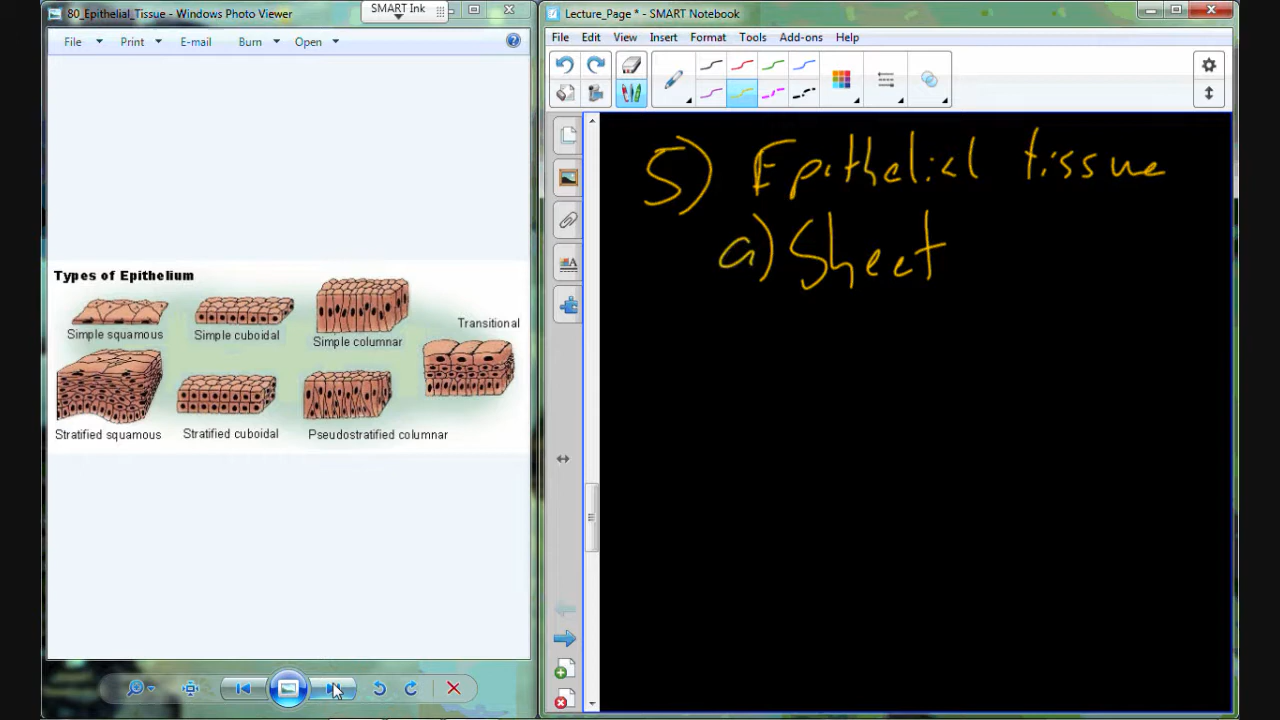 80_Epithelial_Tissue - Windows Photo Viewer
SMART Ink
File Print E-mail Burn Open
Types of Epithelium
Simple squamous
Simple cuboidal
Simple columnar
Transitional
Stratified squamous
Stratified cuboidal
Pseudostratified columnar
Lecture_Page * - SMART Notebook
File Edit View Insert Format Tools Add-ons Help
5) Epithelial tissue
a) Sheet